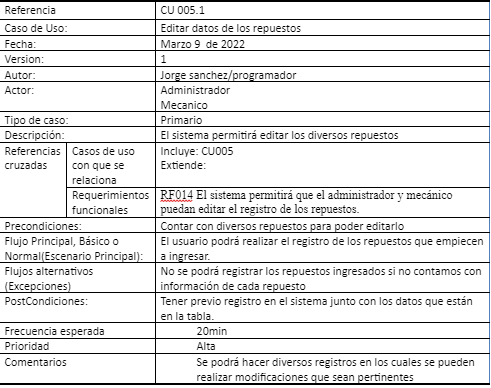 Referencia CU 005.1
Caso de Uso: Editar datos de los repuestos
Fecha: Marzo 9 de 2022
Version: 1
Autor: Jorge sanchez/programador
Actor: Administrador
Mecanico
Tipo de caso: Primario
Descripción: El sistema permitirá editar los diversos repuestos
Referencias
cruzadas
Casos de uso
con que se
relaciona
Incluye: CU005
Extiende:
Requerimientos
funcionales
RF014 El sistema permitirá que el administrador y mecánico
puedan editar el registro de los repuestos.
Precondiciones: Contar con diversos repuestos para poder editarlo
Flujo Principal, Básico o
Normal(Escenario Principal):
El usuario podrá realizar el registro de los repuestos que empiecen
a ingresar.
Flujos alternativos
(Excepciones)
No se podrá registrar los repuestos ingresados si no contamos con
información de cada repuesto
PostCondiciones: Tener previo registro en el sistema junto con los datos que están
en la tabla.
Frecuencia esperada 20min
Prioridad Alta
Comentarios Se podrá hacer diversos registros en los cuales se pueden
realizar modificaciones que sean pertinentes